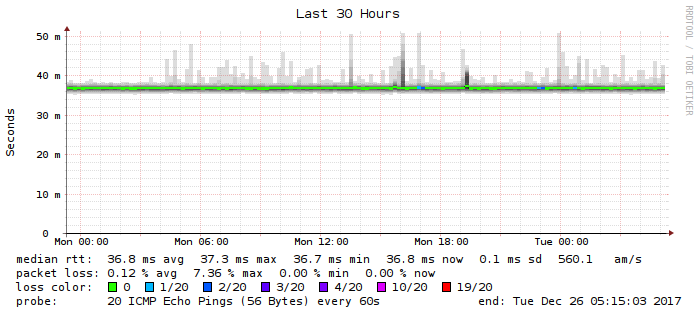 Last 30 Hours
RRDTOOL / TOBI OETIKER
Seconds
50 m
40 m
30 m
20 m
10 m
0
Mon 00:00 Mon 06:00 Mon 12:00 Mon 18:00 Tue 00:00
median rtt: 36.8 ms avg 37.3 ms max 36.7 ms min 36.8 ms now 0.1 ms sd 560.1 am/s
packet loss: 0.12 % avg 7.36 % max 0.00 % min 0.00 % now
loss color: 0 1/20 2/20 3/20 4/20 10/20 19/20
probe: 20 ICMP Echo Pings (56 Bytes) every 60s end: Tue Dec 26 05:15:03 2017